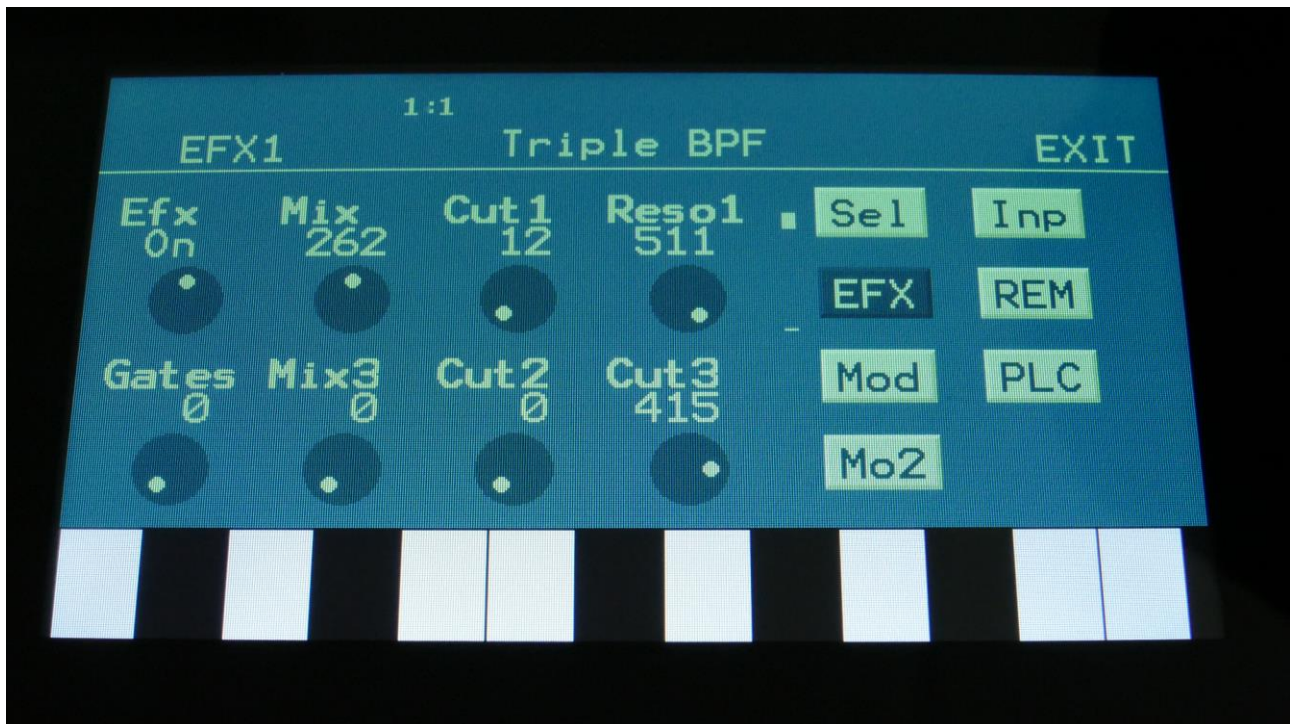 1:1
EFX1 Triple BPF EXIT
Efx Mix Cut1 Reso1 Sel Inp
On 262 12 511
EFX REM
Gates Mix3 Cut2 Cut3 Mod PLC
0 0 0 415
Mo2